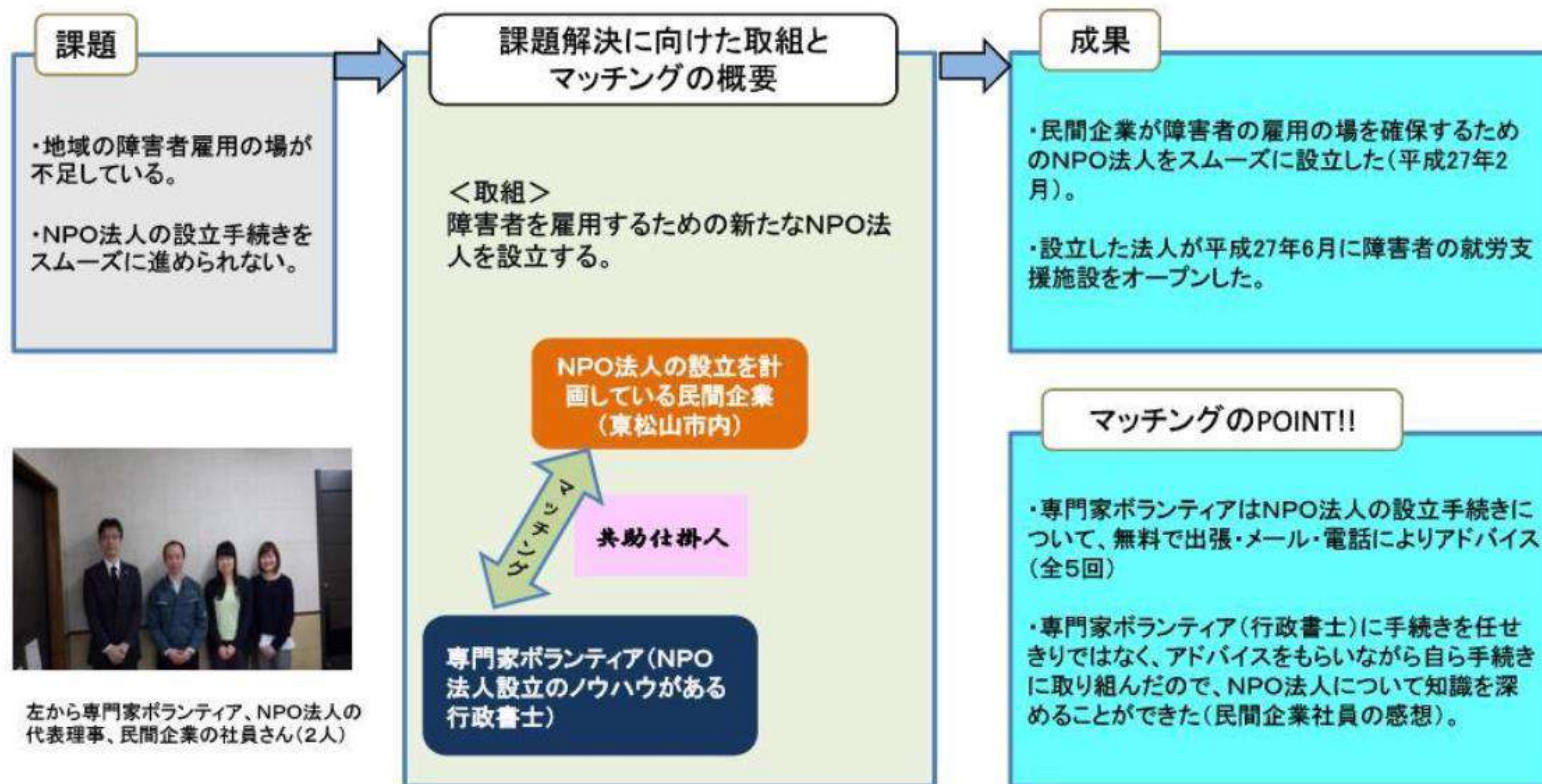 課題
・地域の障害者雇用の場が
不足している。
・NPO法人の設立手続きを
スムーズに進められない。
左から専門家ボランティア、NPO法人の
代表理事、民間企業の社員さん(2人)
課題解決に向けた取組と
マッチングの概要
＜取組＞
障害者を雇用するための新たなNPO法
人を設立する。
NPO法人の設立を計
画している民間企業
(東松山市内)
マッチング
共助仕掛人
専門家ボランティア(NPO
法人設立のノウハウがある
行政書士)
成果
・民間企業が障害者の雇用の場を確保するため
のNPO法人をスムーズに設立した(平成27年2
月)。
・設立した法人が平成27年6月に障害者の就労支
援施設をオープンした。
マッチングのPOINT!!
・専門家ボランティアはNPO法人の設立手続きに
ついて、無料で出張・メール・電話によりアドバイス
(全5回)
・専門家ボランティア(行政書士)に手続きを任せ
きりではなく、アドバイスをもらいながら自ら手続き
に取り組んだので、NPO法人について知識を深
めることができた(民間企業社員の感想)。